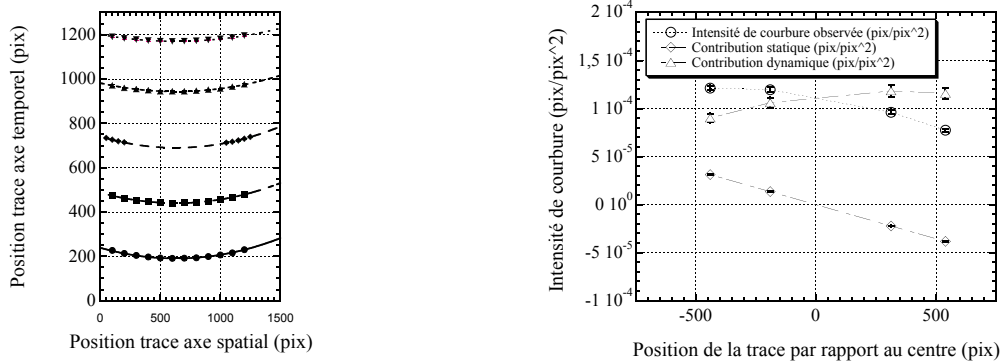 1200
1000
800
600
400
200
0
0 500 1000 1500
Position trace axe temporel (pix)
Position trace axe spatial (pix)
2 10^-4
1,5 10^-4
1 10^-4
5 10^-5
0 10^0
-5 10^-5
-1 10^-4
-500 0 500
Intensité de courbure (pix/pix^2)
Intensité de courbure observée (pix/pix^2)
Contribution statique (pix/pix^2)
Contribution dynamique (pix/pix^2)
Position de la trace par rapport au centre (pix)